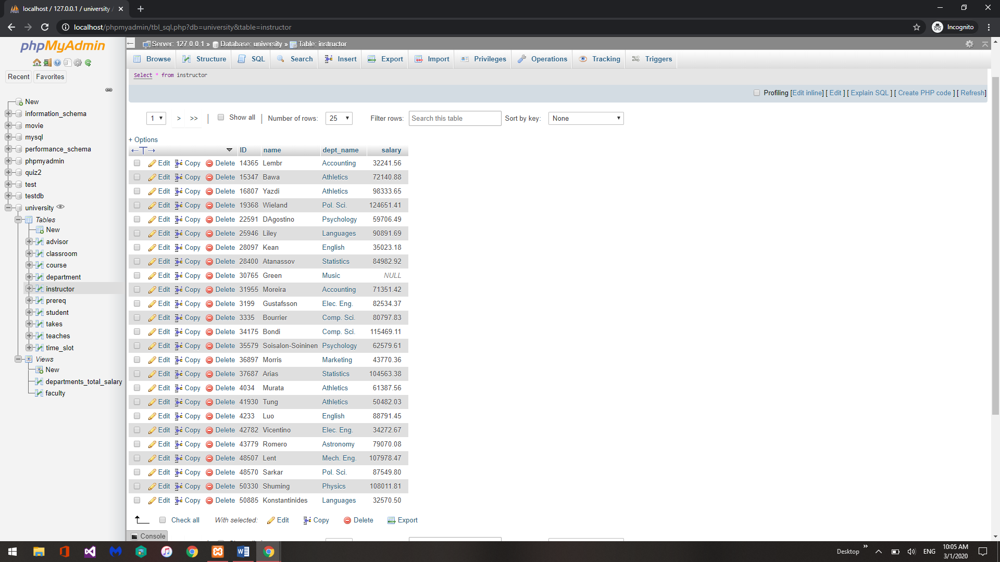 localhost / 127.0.0.1 / university /
localhost/phpmyadmin/tbl_sql.php?db=university&table=instructor
Incognito
phpMyAdmin
Recent Favorites
New
information_schema
movie
mysql
performance_schema
phpmyadmin
quiz2
test
testdb
university
Tables
New
advisor
classroom
course
department
instructor
prereq
student
takes
teaches
time_slot
Views
New
departments_total_salary
faculty
Server: 127.0.0.1 » Database: university » Table: instructor
Browse Structure SQL Search Insert Export Import Privileges Operations Tracking Triggers
Select * from instructor
Profiling [Edit inline] [ Edit ] [ Explain SQL ] [ Create PHP code ] [ Refresh]
1 > >> | Show all | Number of rows: 25 Filter rows: Search this table Sort by key: None
+ Options
←T→ ID name dept_name salary
Edit Copy Delete 14365 Lembr Accounting 32241.56
Edit Copy Delete 15347 Bawa Athletics 72140.88
Edit Copy Delete 16807 Yazdi Athletics 98333.65
Edit Copy Delete 19368 Wieland Pol. Sci. 124651.41
Edit Copy Delete 22591 DAgostino Psychology 59706.49
Edit Copy Delete 25946 Liley Languages 90891.69
Edit Copy Delete 28097 Kean English 35023.18
Edit Copy Delete 28400 Atanassov Statistics 84982.92
Edit Copy Delete 30765 Green Music NULL
Edit Copy Delete 31955 Moreira Accounting 71351.42
Edit Copy Delete 3199 Gustafsson Elec. Eng. 82534.37
Edit Copy Delete 3335 Bourrier Comp. Sci. 80797.83
Edit Copy Delete 34175 Bondi Comp. Sci. 115469.11
Edit Copy Delete 35579 Soisalon-Soininen Psychology 62579.61
Edit Copy Delete 36897 Morris Marketing 43770.36
Edit Copy Delete 37687 Arias Statistics 104563.38
Edit Copy Delete 4034 Murata Athletics 61387.56
Edit Copy Delete 41930 Tung Athletics 50482.03
Edit Copy Delete 4233 Luo English 88791.45
Edit Copy Delete 42782 Vicentino Elec. Eng. 34272.67
Edit Copy Delete 43779 Romero Astronomy 79070.08
Edit Copy Delete 48507 Lent Mech. Eng. 107978.47
Edit Copy Delete 48570 Sarkar Pol. Sci. 87549.80
Edit Copy Delete 50330 Shuming Physics 108011.81
Edit Copy Delete 50885 Konstantinides Languages 32570.50
Check all With selected: Edit Copy Delete Export
Console
Desktop » ENG 10:05 AM
3/1/2020